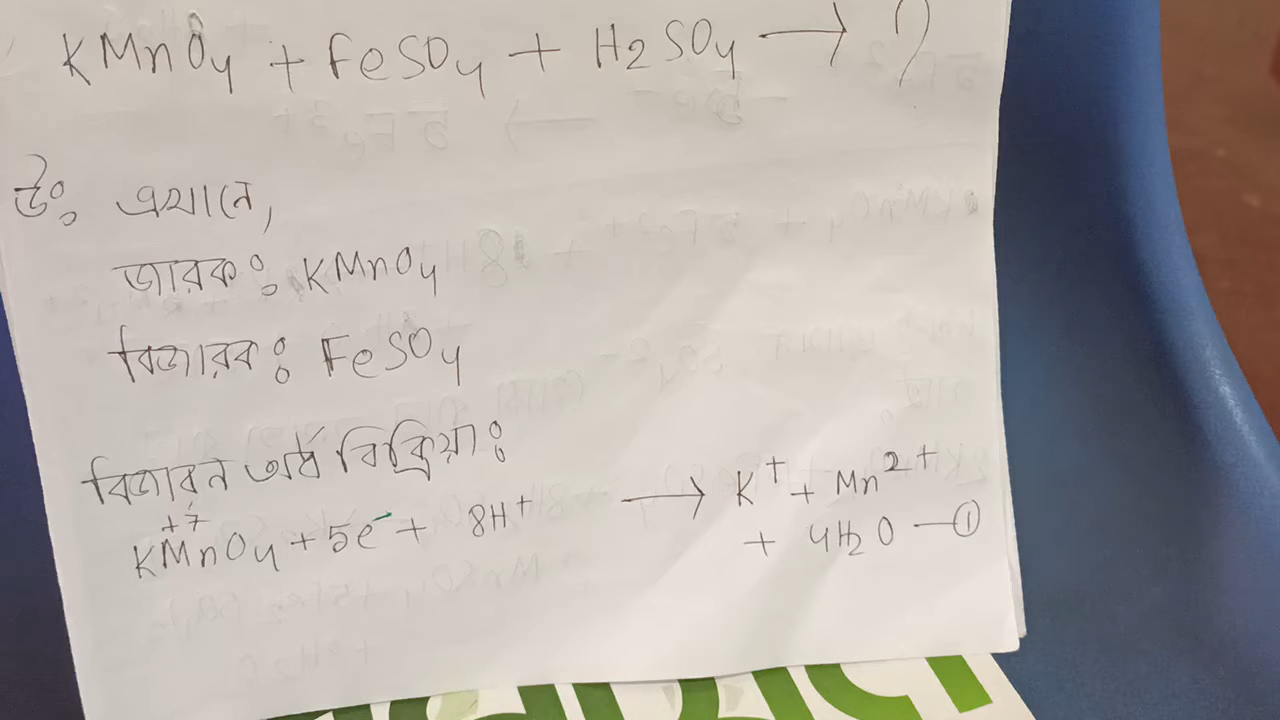 KMnO4 + FeSO4 + H2SO4 → ?
উঃ এখানে,
জারকঃ KMnO4
বিজারকঃ FeSO4
বিজারন অর্ধ বিক্রিয়াঃ
+7
KMnO4 + 5e⁻ + 8H⁺ → K⁺ + Mn²⁺
+ 4H2O —①